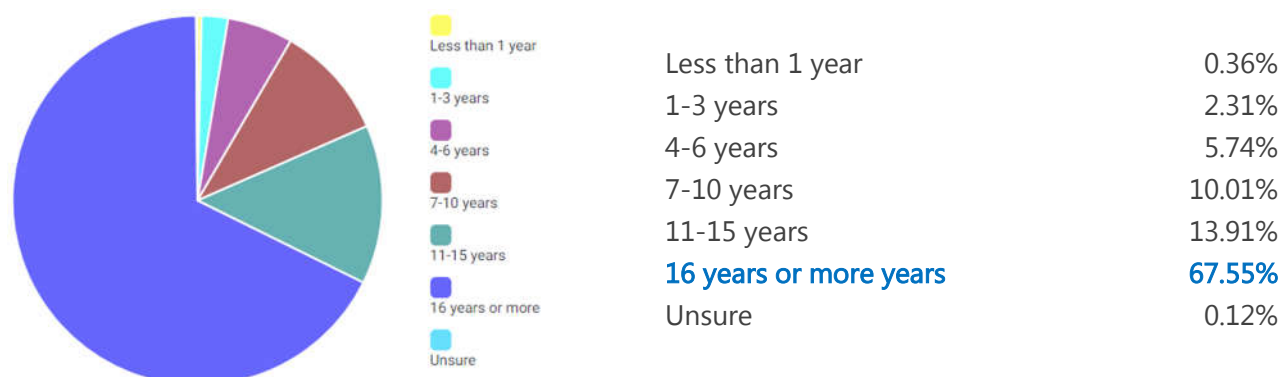 Less than 1 year
1-3 years
4-6 years
7-10 years
11-15 years
16 years or more
Unsure
Less than 1 year 0.36%
1-3 years 2.31%
4-6 years 5.74%
7-10 years 10.01%
11-15 years 13.91%
16 years or more years 67.55%
Unsure 0.12%